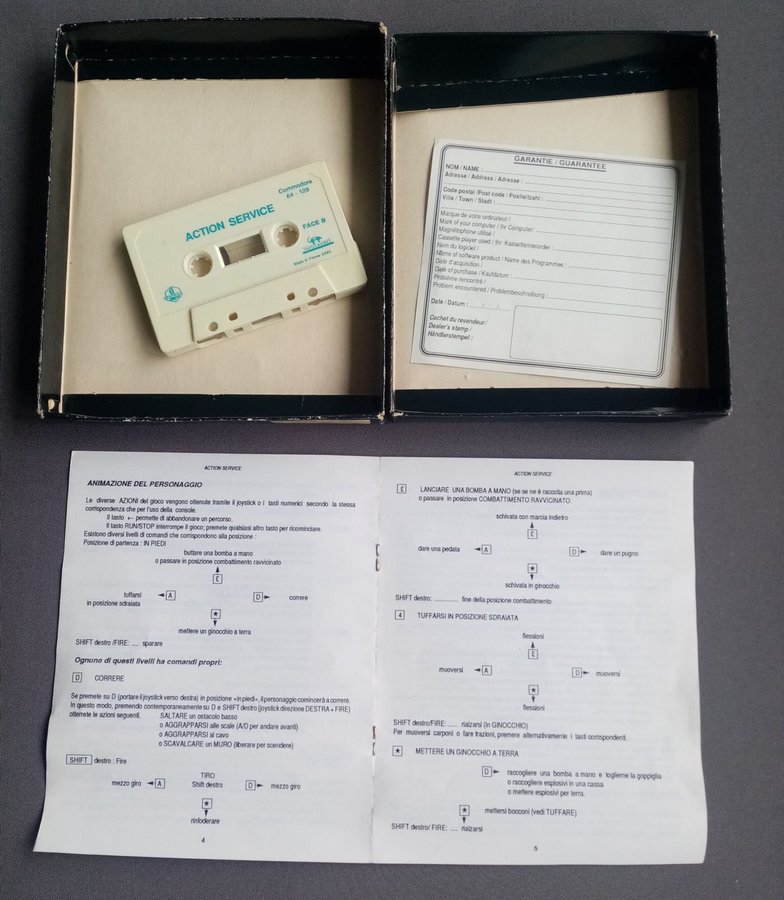 Commodore
64 - 128
ACTION SERVICE
FACE B
Made in France
GARANTIE / GUARANTEE
NOM / NAME :
Adresse / Address / Adresse :
Code postal /Post code / Postleitzahl :
Ville / Town / Stadt :
Marque de votre ordinateur /
Mark of your computer / Ihr Computer:
Magnétophone utilisé /
Cassette player used / Ihr Kassettenrecorder :
Nom du logiciel /
Name of software product / Name des Programmes :
Date d'acquisition /
Date of purchase / Kaufdatum :
Problème rencontré /
Problem encountered / Problembeschreibung :
Date / Datum : / /
Cachet du revendeur/
Dealer's stamp /
Händlerstempel :
ACTION SERVICE
ANIMAZIONE DEL PERSONAGGIO
Le diverse AZIONI del gioco vengono ottenute tramite il joystick o i tasti numerici secondo la stessa
corrispondenza che per l'uso della console.
Il tasto ← permette di abbandonare un percorso.
Il tasto RUN/STOP interrompe il gioco; premete qualsiasi altro tasto per ricominciare.
Esistono diversi livelli di comandi che corrispondono alla posizione :
Posizione di partenza : IN PIEDI
buttare una bomba a mano
o passare in posizione combattimento ravvicinato
£
tuffarsi
in posizione sdraiata
A
D
correre
*
mettere un ginocchio a terra
SHIFT destro /FIRE: .... sparare
Ognuno di questi livelli ha comandi propri:
D CORRERE
Se premete su D (portare il joystick verso destra) in posizione «in piedi», il personaggio comincerà a correre.
In questo modo, premendo contemporaneamente su D e SHIFT destro (joystick direzione DESTRA + FIRE)
otterrete le azioni seguenti. SALTARE un ostacolo basso
o AGGRAPPARSI alle scale (A/D per andare avanti)
o AGGRAPPARSI al cavo
o SCAVALCARE un MURO (liberare per scendere)
SHIFT destro : Fire
TIRO
mezzo giro A Shift destro D mezzo giro
*
rinfoderare
4
ACTION SERVICE
£ LANCIARE UNA BOMBA A MANO (se se ne è raccolta una prima)
o passare in posizione COMBATTIMENTO RAVVICINATO.
schivata con marcia indietro
£
dare una pedata A D dare un pugno
*
schivata in ginocchio
SHIFT destro: ............... fine della posizione combattimento
4 TUFFARSI IN POSIZIONE SDRAIATA
flessioni
£
muoversi A D muoversi
*
flessioni
SHIFT destro/FIRE: ..... rialzarsi (in GINOCCHIO)
Per muoversi carponi o fare trazioni, premere alternativamente i tasti corrispondenti.
* METTERE UN GINOCCHIO A TERRA
D raccogliere una bomba a mano e toglierne la goppiglia
o raccogliere esplosivi in una cassa
o mettere esplosivi per terra,
* mettersi bocconi (vedi TUFFARE)
SHIFT destro/ FIRE: .... rialzarsi
5